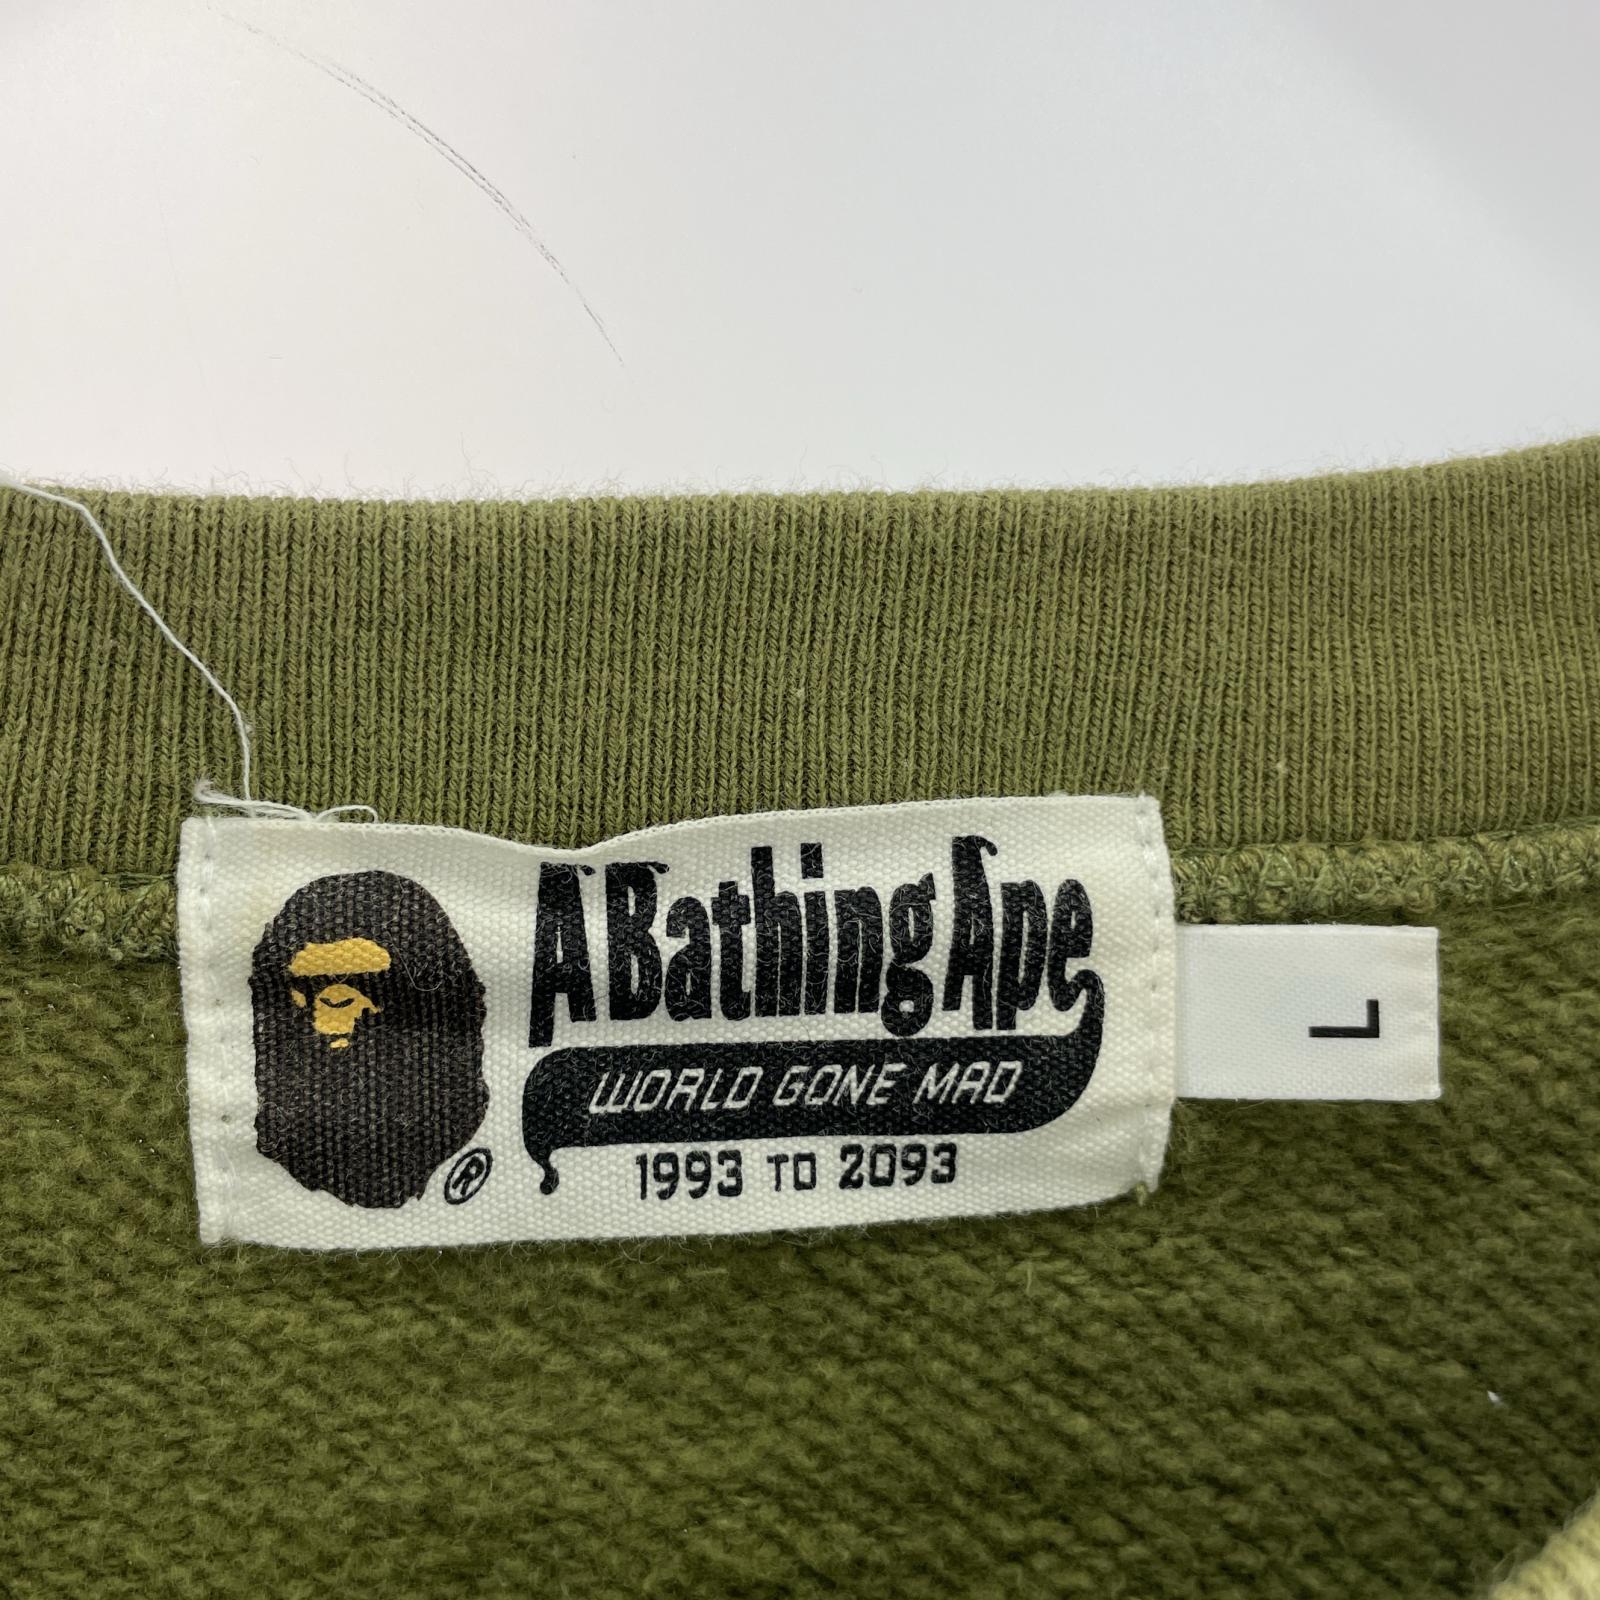 A Bathing Ape
WORLD GONE MAD
1993 TO 2093
®
L